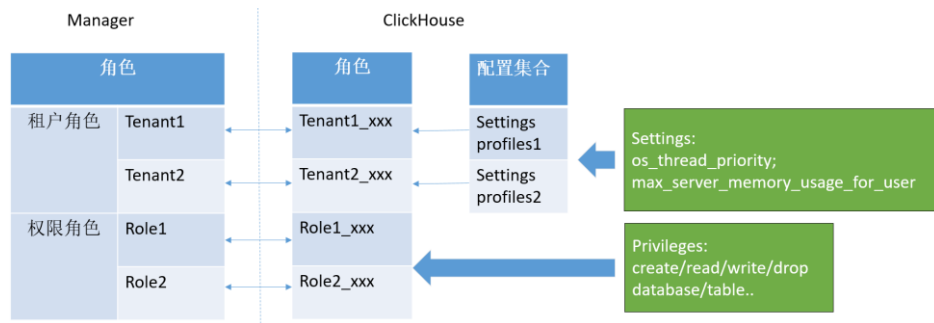 Manager
ClickHouse
角色
角色
配置集合
租户角色
Tenant1
Tenant1_xxx
Settings
profiles1
Tenant2
Tenant2_xxx
Settings
profiles2
权限角色
Role1
Role1_xxx
Role2
Role2_xxx
Settings:
os_thread_priority;
max_server_memory_usage_for_user
Privileges:
create/read/write/drop
database/table..